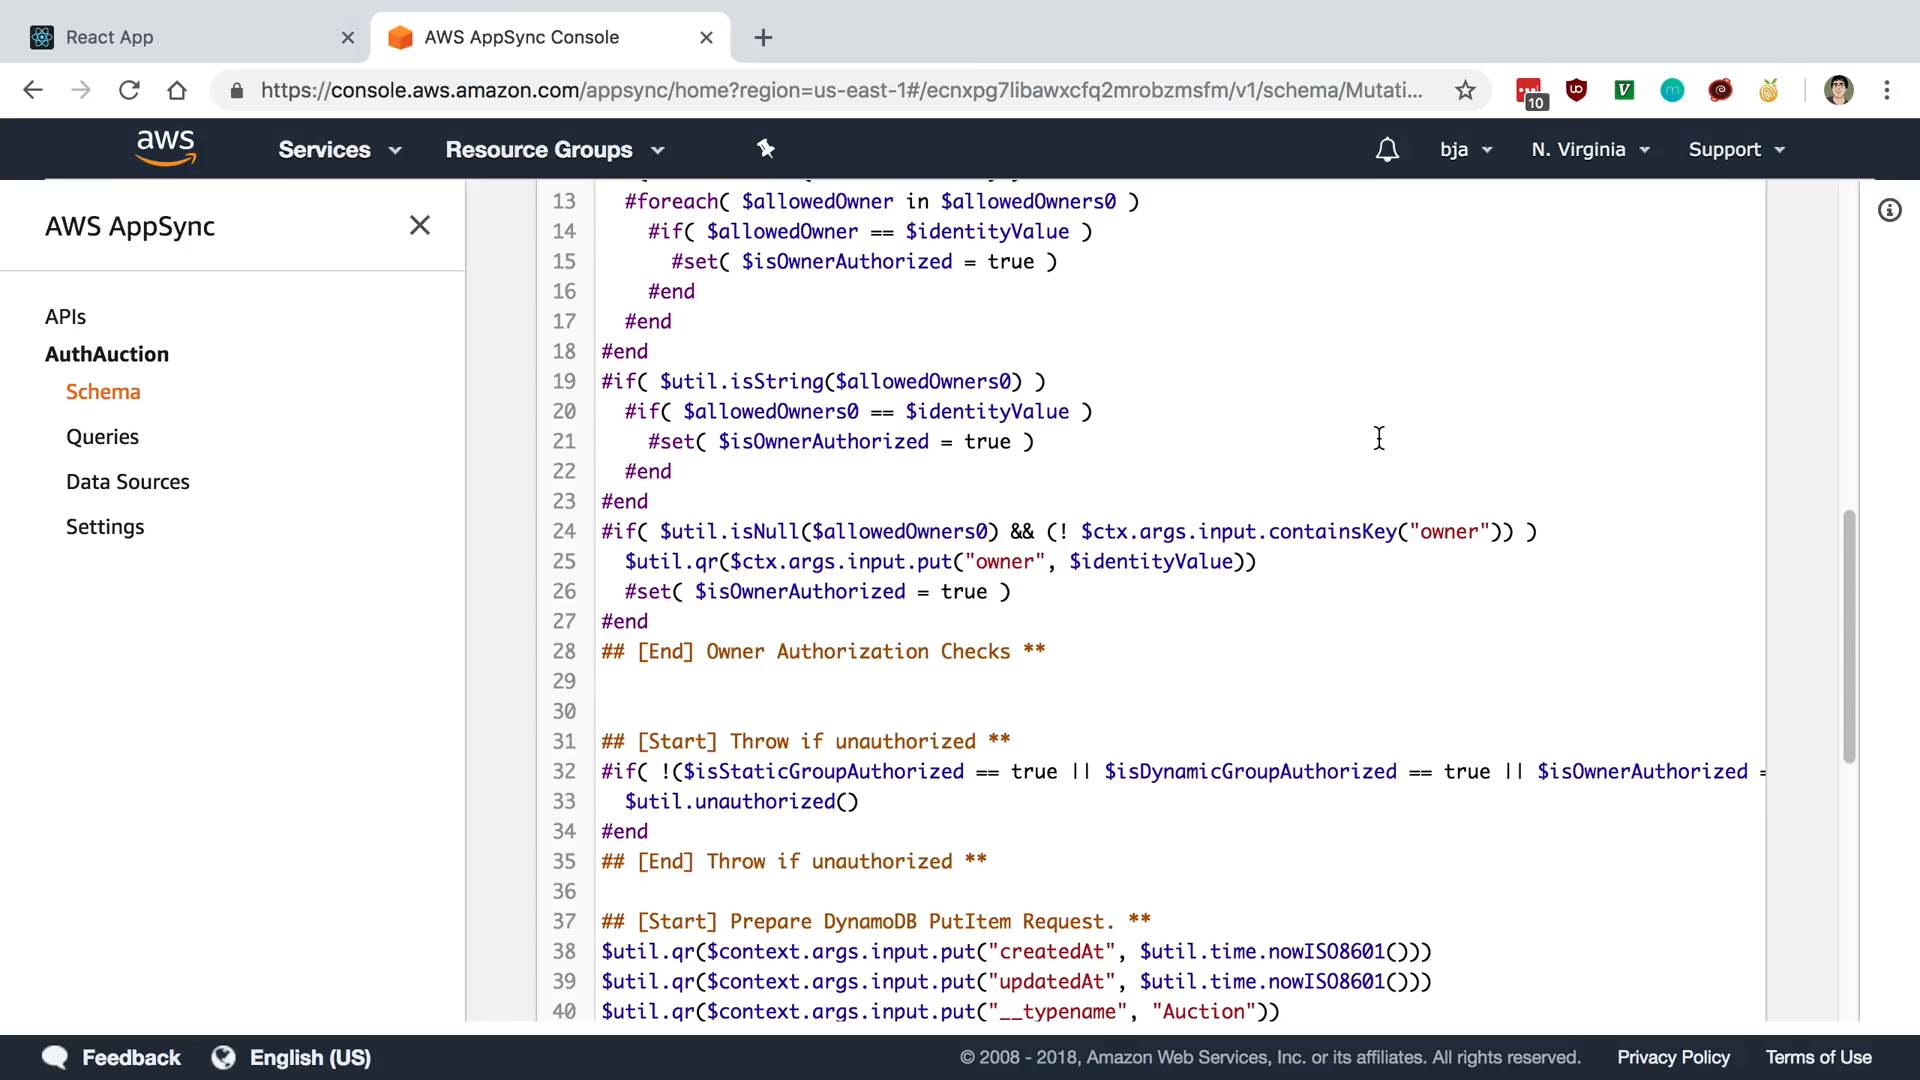 React App
AWS AppSync Console
https://console.aws.amazon.com/appsync/home?region=us-east-1#/ecnxpg7libawxcfq2mrobzmsfm/v1/schema/Mutati...
10
aws
Services
Resource Groups
bja
N. Virginia
Support
AWS AppSync
APIs
AuthAuction
Schema
Queries
Data Sources
Settings
13 #foreach( $allowedOwner in $allowedOwners0 )
14 #if( $allowedOwner == $identityValue )
15 #set( $isOwnerAuthorized = true )
16 #end
17 #end
18 #end
19 #if( $util.isString($allowedOwners0) )
20 #if( $allowedOwners0 == $identityValue )
21 #set( $isOwnerAuthorized = true )
22 #end
23 #end
24 #if( $util.isNull($allowedOwners0) && (! $ctx.args.input.containsKey("owner")) )
25 $util.qr($ctx.args.input.put("owner", $identityValue))
26 #set( $isOwnerAuthorized = true )
27 #end
28 ## [End] Owner Authorization Checks **
29
30
31 ## [Start] Throw if unauthorized **
32 #if( !($isStaticGroupAuthorized == true || $isDynamicGroupAuthorized == true || $isOwnerAuthorized =
33 $util.unauthorized()
34 #end
35 ## [End] Throw if unauthorized **
36
37 ## [Start] Prepare DynamoDB PutItem Request. **
38 $util.qr($context.args.input.put("createdAt", $util.time.nowISO8601()))
39 $util.qr($context.args.input.put("updatedAt", $util.time.nowISO8601()))
40 $util.qr($context.args.input.put("__typename", "Auction"))
Feedback
English (US)
© 2008 - 2018, Amazon Web Services, Inc. or its affiliates. All rights reserved.
Privacy Policy
Terms of Use